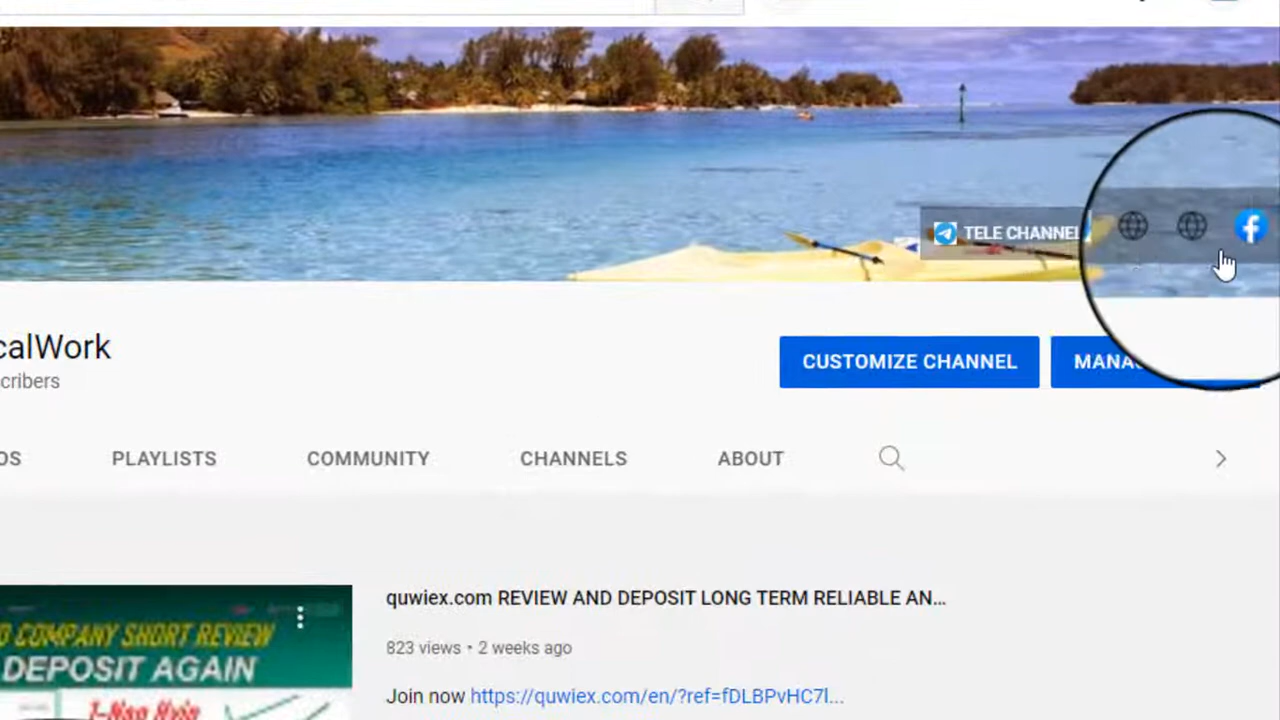 TELE CHANNEL
calWork
CUSTOMIZE CHANNEL
MANA
cribers
OS
PLAYLISTS
COMMUNITY
CHANNELS
ABOUT
quwiex.com REVIEW AND DEPOSIT LONG TERM RELIABLE AN...
COMPANY SHORT REVIEW
823 views • 2 weeks ago
DEPOSIT AGAIN
Join now https://quwiex.com/en/?ref=fDLBPvHC7l...